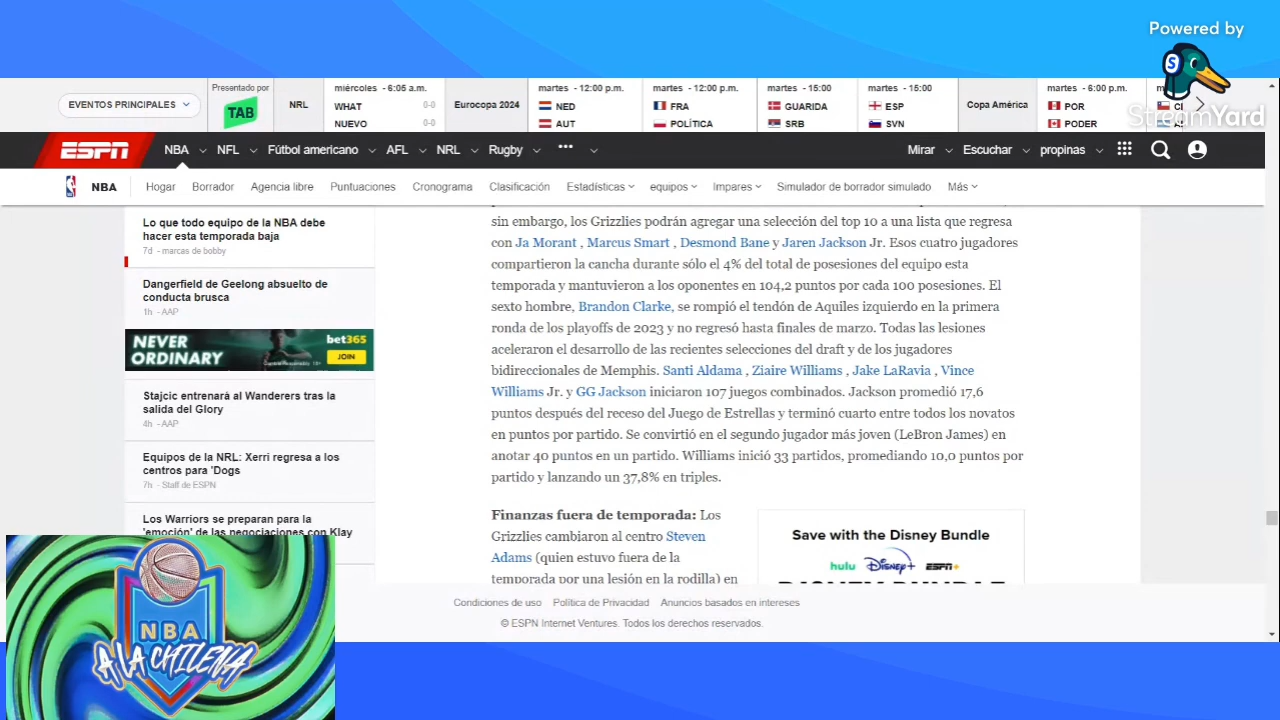 Powered by
StreamYard
EVENTOS PRINCIPALES
Presentado por
TAB
NRL
miércoles - 6:05 a.m.
WHAT 0-0
NUEVO 0-0
Eurocopa 2024
martes - 12:00 p.m.
NED
AUT
martes - 12:00 p.m.
FRA
POLÍTICA
martes - 15:00
GUARIDA
SRB
martes - 15:00
ESP
SVN
Copa América
martes - 6:00 p.m.
POR
PODER
ESPN
NBA NFL Fútbol americano AFL NRL Rugby ••• Mirar Escuchar propinas
NBA Hogar Borrador Agencia libre Puntuaciones Cronograma Clasificación Estadísticas equipos Impares Simulador de borrador simulado Más
Lo que todo equipo de la NBA debe
hacer esta temporada baja
7d - marcas de bobby
Dangerfield de Geelong absuelto de
conducta brusca
1h - AAP
NEVER
ORDINARY
bet365
JOIN
Stajcic entrenará al Wanderers tras la
salida del Glory
4h - AAP
Equipos de la NRL: Xerri regresa a los
centros para 'Dogs
7h - Staff de ESPN
Los Warriors se preparan para la
'emoción' de las negociaciones con Klay
sin embargo, los Grizzlies podrán agregar una selección del top 10 a una lista que regresa
con Ja Morant , Marcus Smart , Desmond Bane y Jaren Jackson Jr. Esos cuatro jugadores
compartieron la cancha durante sólo el 4% del total de posesiones del equipo esta
temporada y mantuvieron a los oponentes en 104,2 puntos por cada 100 posesiones. El
sexto hombre, Brandon Clarke, se rompió el tendón de Aquiles izquierdo en la primera
ronda de los playoffs de 2023 y no regresó hasta finales de marzo. Todas las lesiones
aceleraron el desarrollo de las recientes selecciones del draft y de los jugadores
bidireccionales de Memphis. Santi Aldama , Ziaire Williams , Jake LaRavia , Vince
Williams Jr. y GG Jackson iniciaron 107 juegos combinados. Jackson promedió 17,6
puntos después del receso del Juego de Estrellas y terminó cuarto entre todos los novatos
en puntos por partido. Se convirtió en el segundo jugador más joven (LeBron James) en
anotar 40 puntos en un partido. Williams inició 33 partidos, promediando 10,0 puntos por
partido y lanzando un 37,8% en triples.
Finanzas fuera de temporada: Los
Grizzlies cambiaron al centro Steven
Adams (quien estuvo fuera de la
temporada por una lesión en la rodilla) en
Save with the Disney Bundle
hulu Disney+ ESPN+
DISNEY BUNDLE
Condiciones de uso Política de Privacidad Anuncios basados en intereses
© ESPN Internet Ventures. Todos los derechos reservados.
NBA
A LA CHILENA